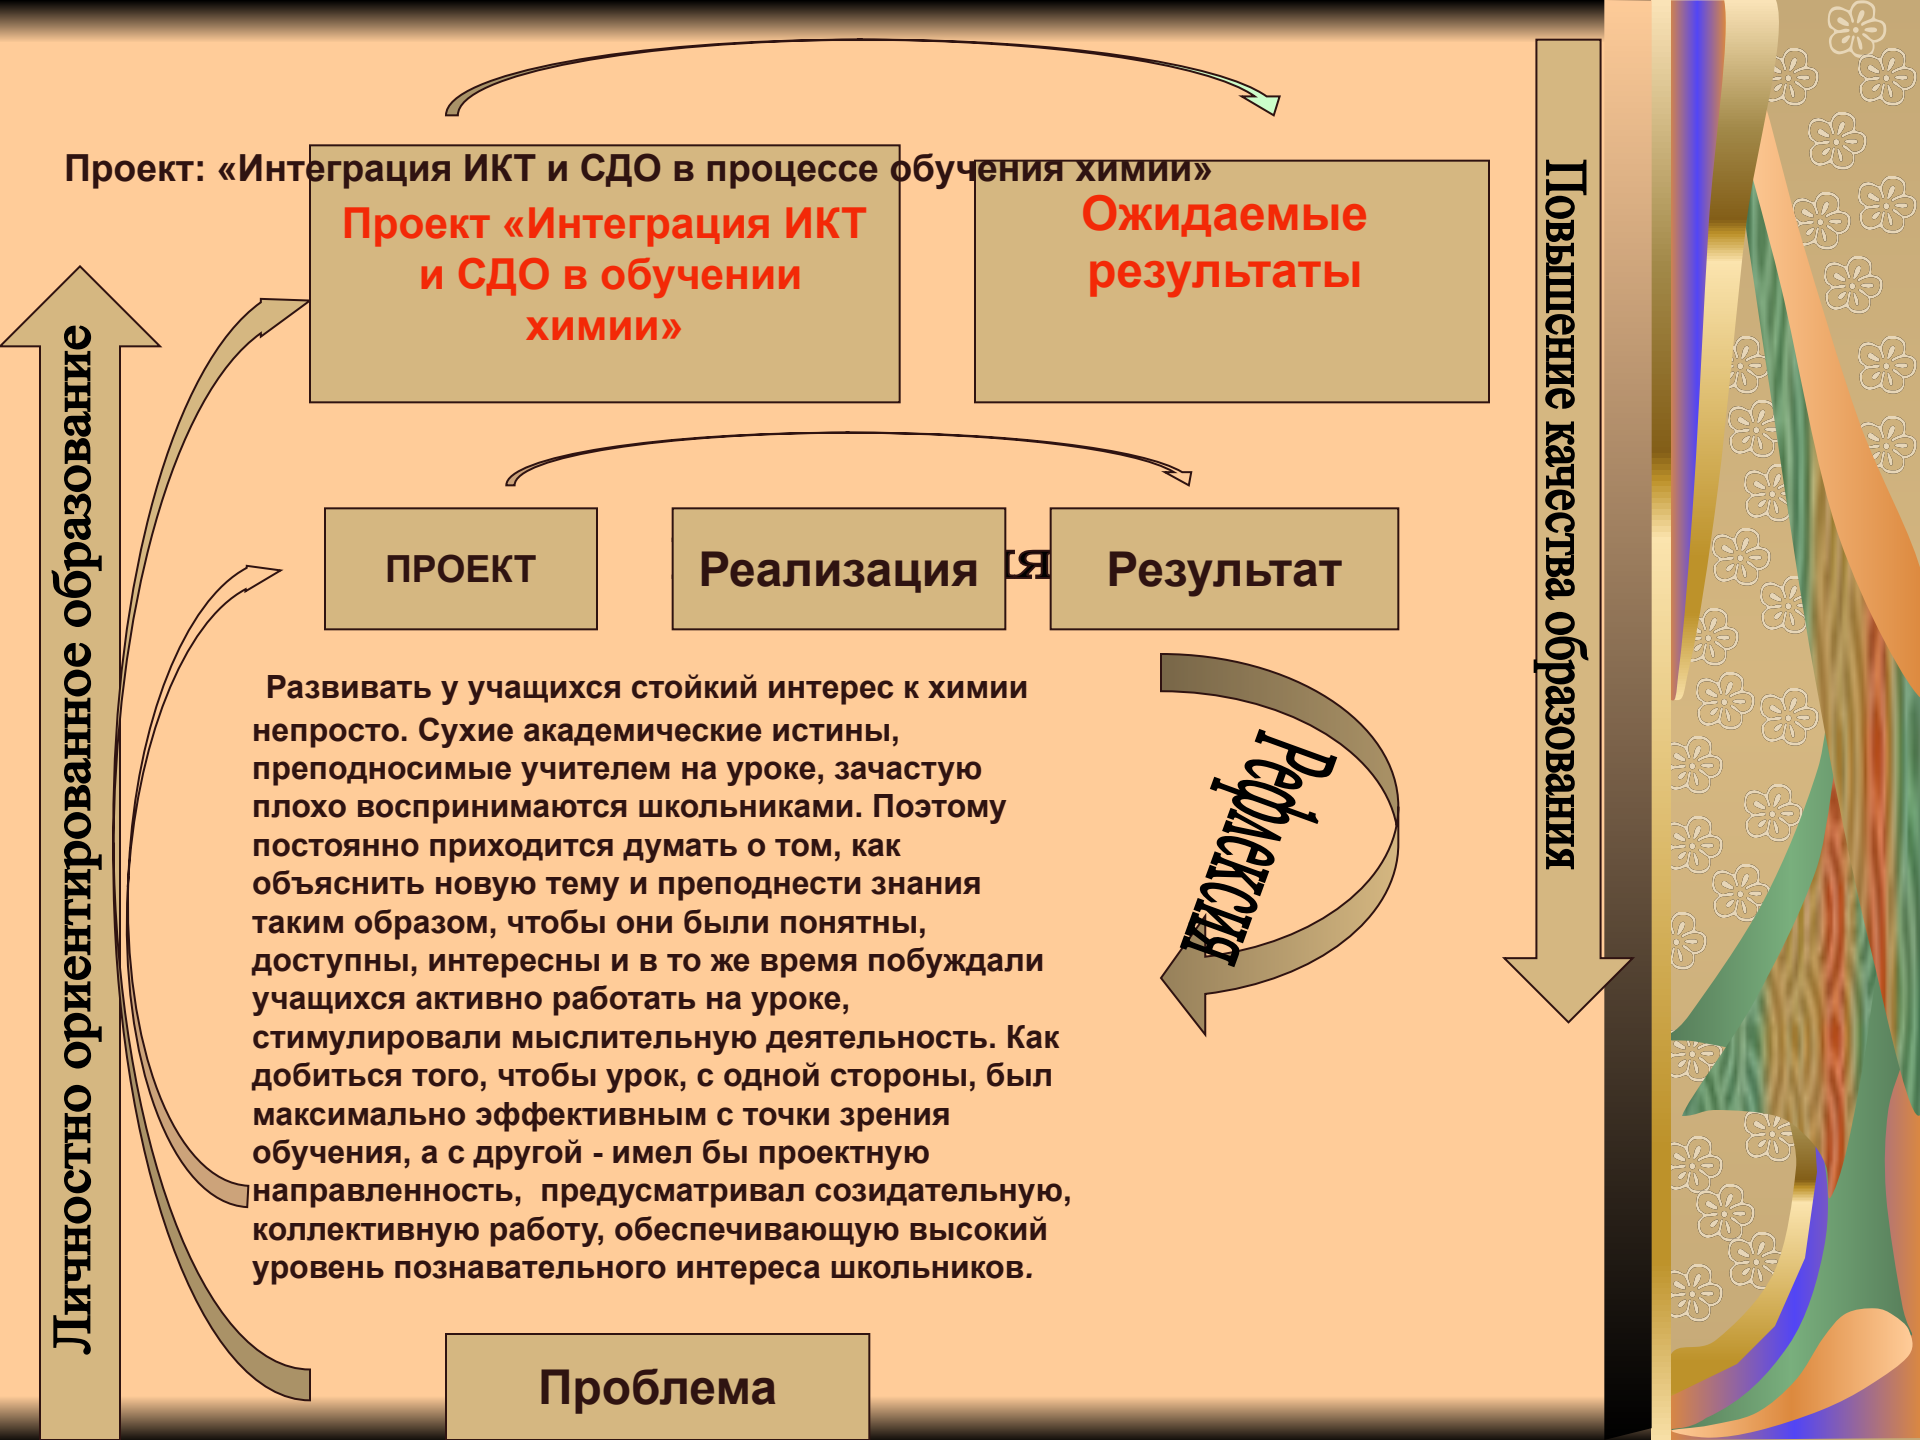 Проект: «Интеграция ИКТ и СДО в процессе обучения химии»
Проект «Интеграция ИКТ
и СДО в обучении
химии»
Ожидаемые
результаты
Личностно ориентированное образование
Повышение качества образования
ПРОЕКТ
Реализация
Результат
Развивать у учащихся стойкий интерес к химии
непросто. Сухие академические истины,
преподносимые учителем на уроке, зачастую
плохо воспринимаются школьниками. Поэтому
постоянно приходится думать о том, как
объяснить новую тему и преподнести знания
таким образом, чтобы они были понятны,
доступны, интересны и в то же время побуждали
учащихся активно работать на уроке,
стимулировали мыслительную деятельность. Как
добиться того, чтобы урок, с одной стороны, был
максимально эффективным с точки зрения
обучения, а с другой - имел бы проектную
направленность,  предусматривал созидательную,
коллективную работу, обеспечивающую высокий
уровень познавательного интереса школьников.
Рефлексия
Проблема